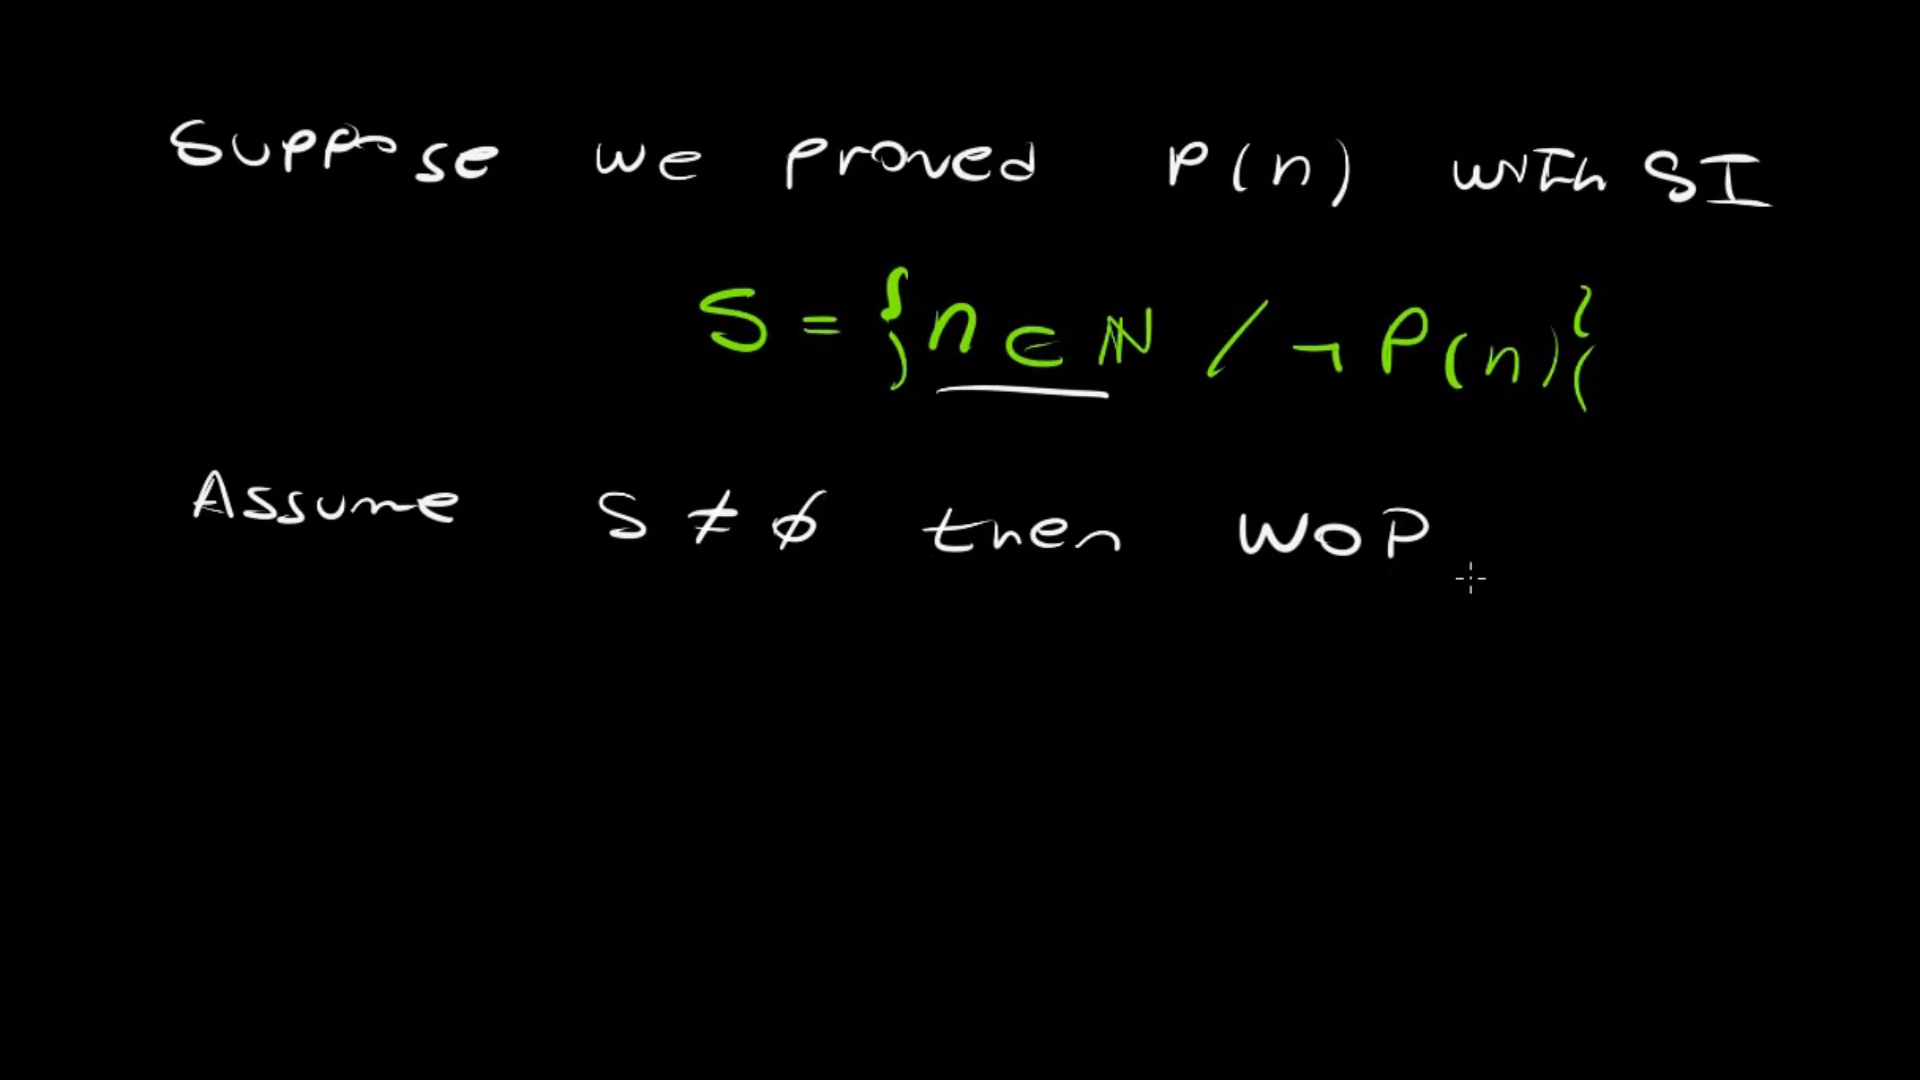 Suppose we proved P(n) with SI
S = {n ∈ ℕ / ¬ P(n)}
Assume S ≠ ∅ then WOP